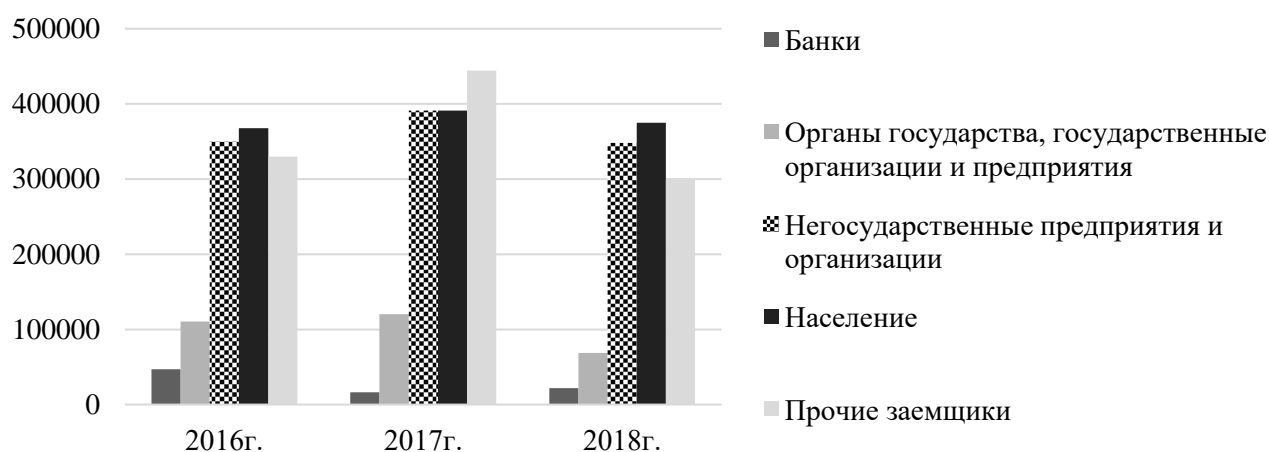 500000
400000
300000
200000
100000
0
2016г.
2017г.
2018г.
Банки
Органы государства, государственные
организации и предприятия
Негосударственные предприятия и
организации
Население
Прочие заемщики